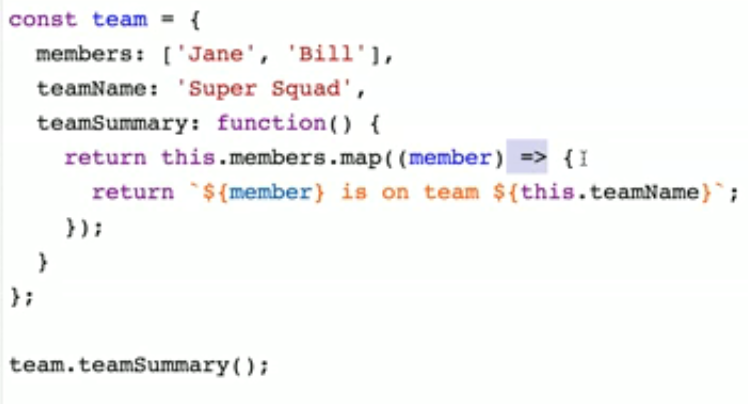 const team = {
  members: ['Jane', 'Bill'],
  teamName: 'Super Squad',
  teamSummary: function() {
    return this.members.map((member) => {
      return `${member} is on team ${this.teamName}`;
    });
  }
};

team.teamSummary();